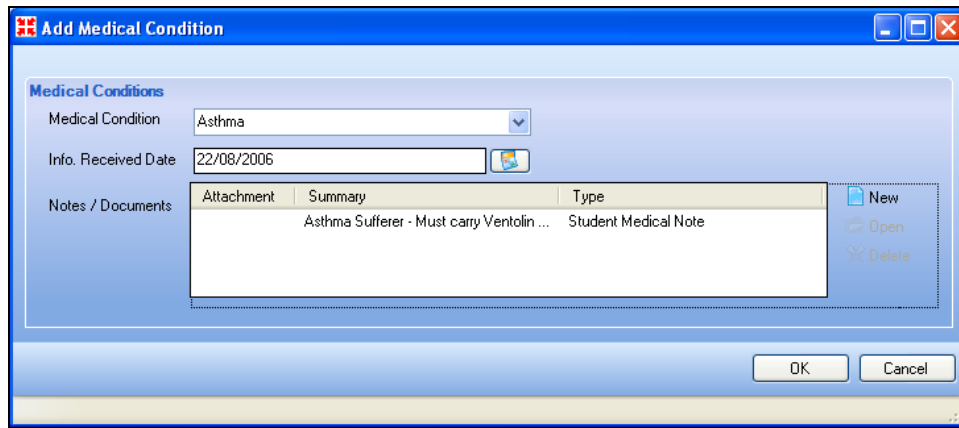 Add Medical Condition
Medical Conditions
Medical Condition Asthma
Info. Received Date 22/08/2006
Notes / Documents Attachment Summary Type New
Asthma Sufferer - Must carry Ventolin ... Student Medical Note Open
Delete
OK Cancel